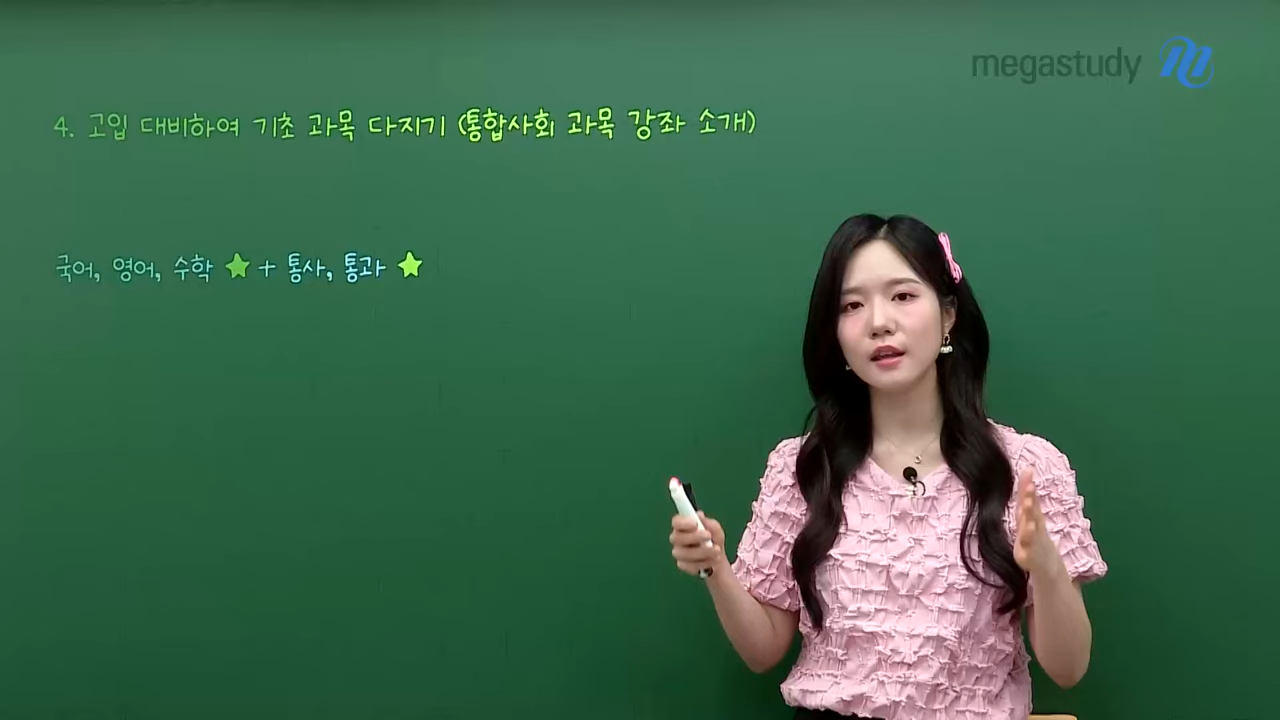 megastudy
4. 고입 대비하여 기초 과목 다지기 (통합사회 과목 강좌 소개)
국어, 영어, 수학 ★ + 통사, 통과 ★